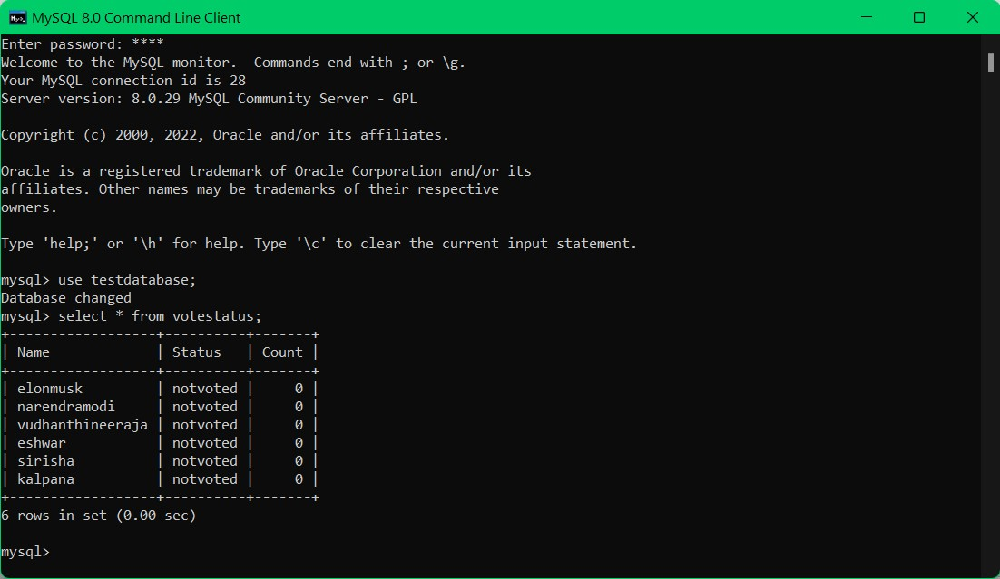 MySQL 8.0 Command Line Client
Enter password: ****
Welcome to the MySQL monitor.  Commands end with ; or \g.
Your MySQL connection id is 28
Server version: 8.0.29 MySQL Community Server - GPL

Copyright (c) 2000, 2022, Oracle and/or its affiliates.

Oracle is a registered trademark of Oracle Corporation and/or its
affiliates. Other names may be trademarks of their respective
owners.

Type 'help;' or '\h' for help. Type '\c' to clear the current input statement.

mysql> use testdatabase;
Database changed
mysql> select * from votestatus;
+------------------+----------+-------+
| Name             | Status   | Count |
+------------------+----------+-------+
| elonmusk         | notvoted |     0 |
| narendramodi     | notvoted |     0 |
| vudhanthineeraja | notvoted |     0 |
| eshwar           | notvoted |     0 |
| sirisha          | notvoted |     0 |
| kalpana          | notvoted |     0 |
+------------------+----------+-------+
6 rows in set (0.00 sec)

mysql>